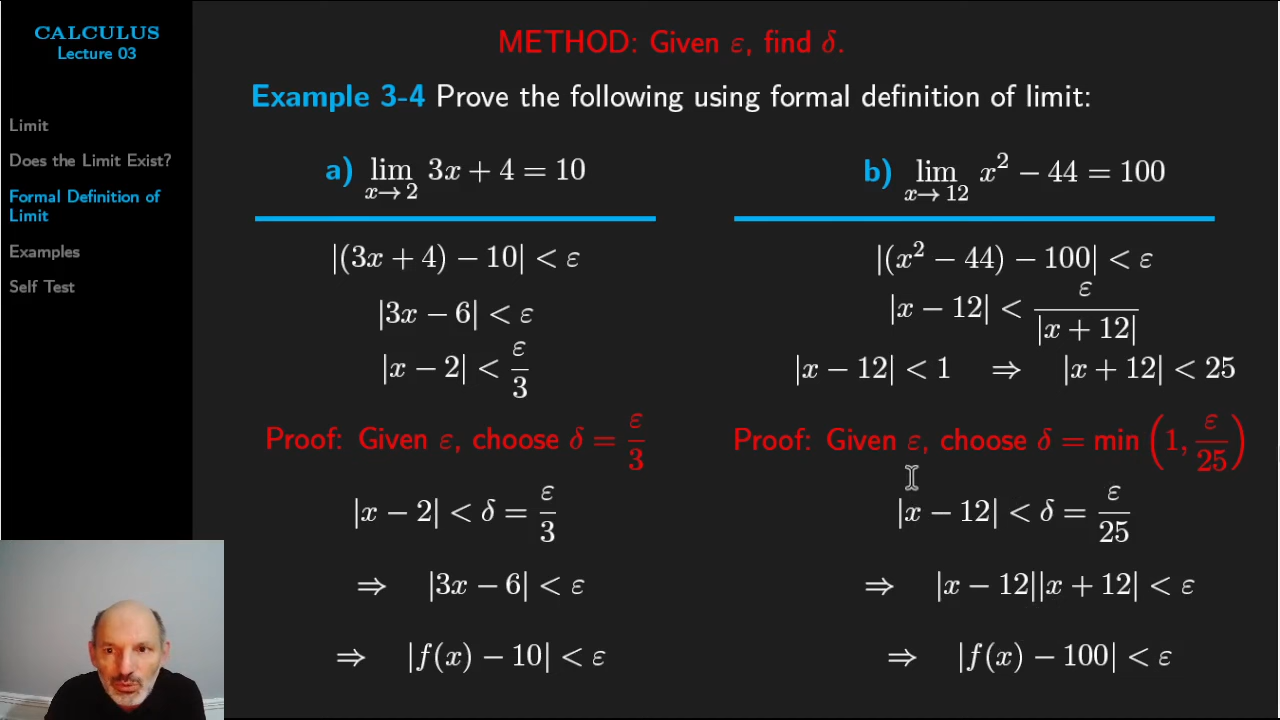 CALCULUS
Lecture 03
Limit
Does the Limit Exist?
Formal Definition of
Limit
Examples
Self Test
METHOD: Given ε, find δ.
Example 3-4 Prove the following using formal definition of limit:
a) lim x→2 3x + 4 = 10
|(3x + 4) − 10| < ε
|3x − 6| < ε
|x − 2| < ε/3
Proof: Given ε, choose δ = ε/3
|x − 2| < δ = ε/3
⇒ |3x − 6| < ε
⇒ |f(x) − 10| < ε
b) lim x→12 x² − 44 = 100
|(x² − 44) − 100| < ε
|x − 12| < ε/|x + 12|
|x − 12| < 1 ⇒ |x + 12| < 25
Proof: Given ε, choose δ = min (1, ε/25)
|x − 12| < δ = ε/25
⇒ |x − 12||x + 12| < ε
⇒ |f(x) − 100| < ε